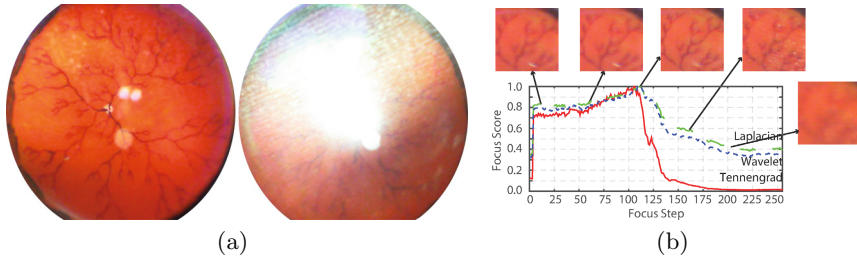 1.0
0.8
0.6
0.4
0.2
0.0
Focus Score
Laplacian
Wavelet
Tennengrad
0 25 50 75 100 125 150 175 200 225 250
Focus Step
(a)
(b)